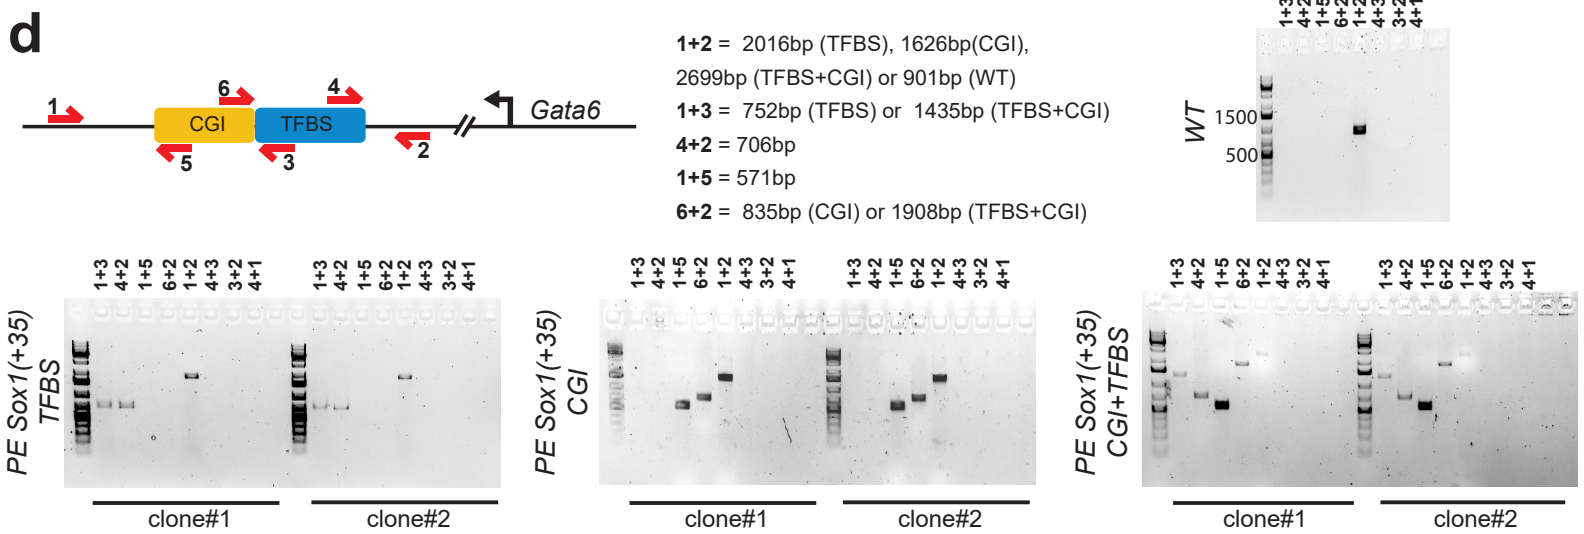 d
1
6
4
CGI
TFBS
Gata6
5
3
2
1+2 = 2016bp (TFBS), 1626bp(CGI),
2699bp (TFBS+CGI) or 901bp (WT)
1+3 = 752bp (TFBS) or 1435bp (TFBS+CGI)
4+2 = 706bp
1+5 = 571bp
6+2 = 835bp (CGI) or 1908bp (TFBS+CGI)
1+3 4+2 1+5 6+2 1+2 4+3 3+2 4+1
WT
1500
500
PE Sox1(+35)
TFBS
1+3 4+2 1+5 6+2 1+2 4+3 3+2 4+1
1+3 4+2 1+5 6+2 1+2 4+3 3+2 4+1
clone#1
clone#2
PE Sox1(+35)
CGI
1+3 4+2 1+5 6+2 1+2 4+3 3+2 4+1
1+3 4+2 1+5 6+2 1+2 4+3 3+2 4+1
clone#1
clone#2
PE Sox1(+35)
CGI+TFBS
1+3 4+2 1+5 6+2 1+2 4+3 3+2 4+1
1+3 4+2 1+5 6+2 1+2 4+3 3+2 4+1
clone#1
clone#2